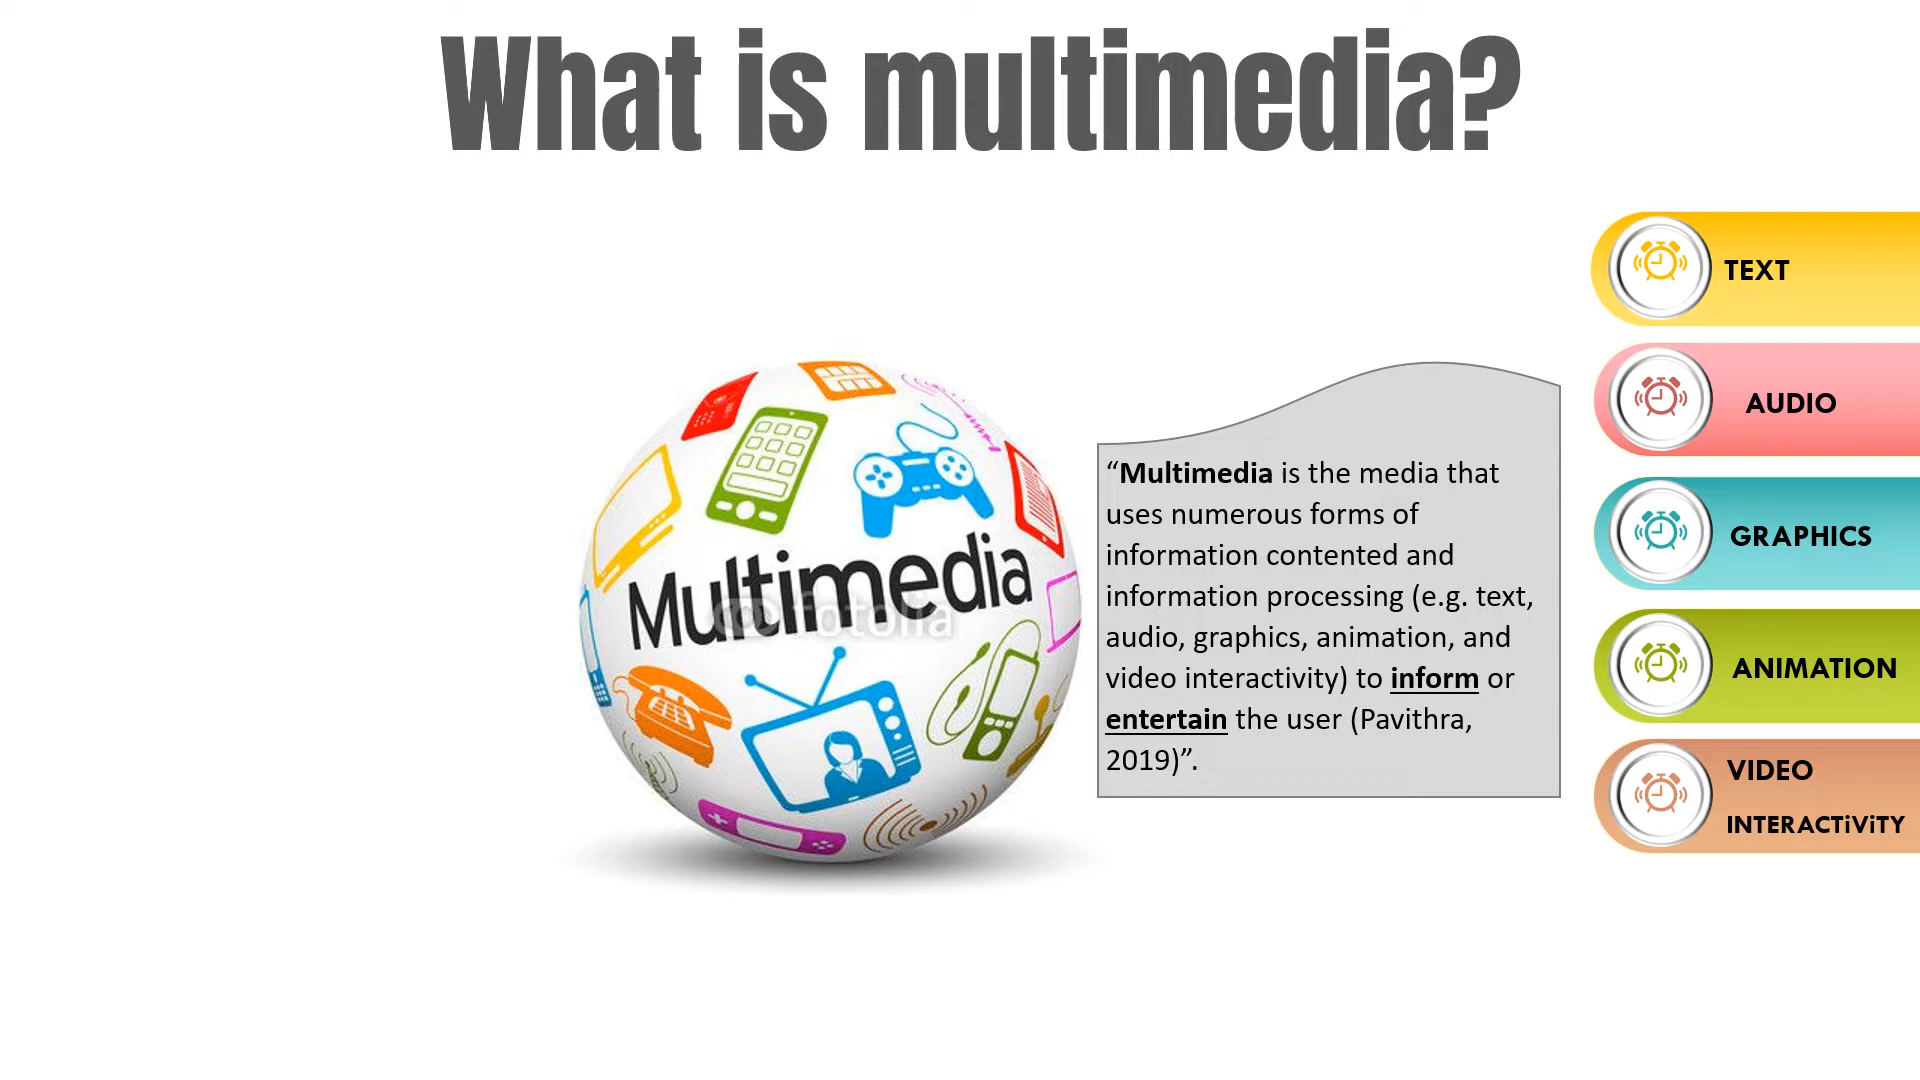 What is multimedia?
Multimedia
fotolia
“Multimedia is the media that
uses numerous forms of
information contented and
information processing (e.g. text,
audio, graphics, animation, and
video interactivity) to inform or
entertain the user (Pavithra,
2019)”.
TEXT
AUDIO
GRAPHICS
ANIMATION
VIDEO
INTERACTiViTY